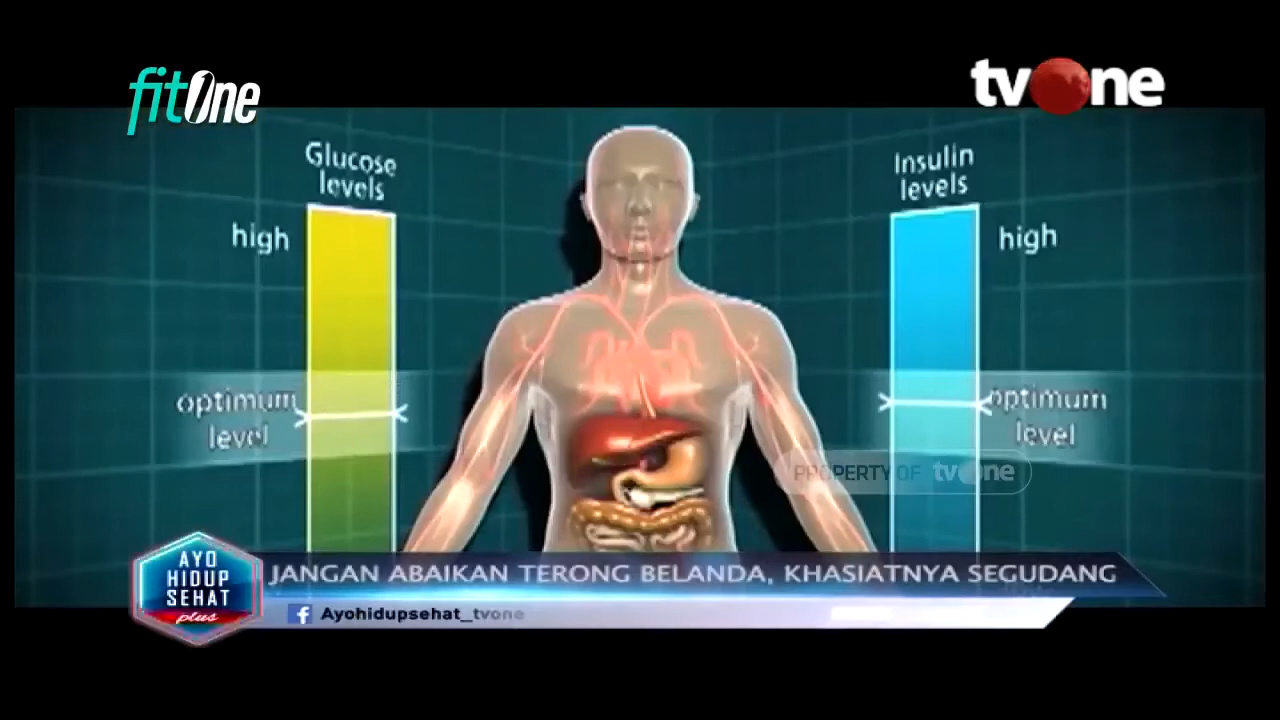 fitOne
tvOne
Glucose
levels
Insulin
levels
high
high
optimum
level
optimum
level
PROPERTY OF tvOne
AYO
HIDUP
SEHAT
plus
JANGAN ABAIKAN TERONG BELANDA, KHASIATNYA SEGUDANG
Ayohidupsehat_tvone